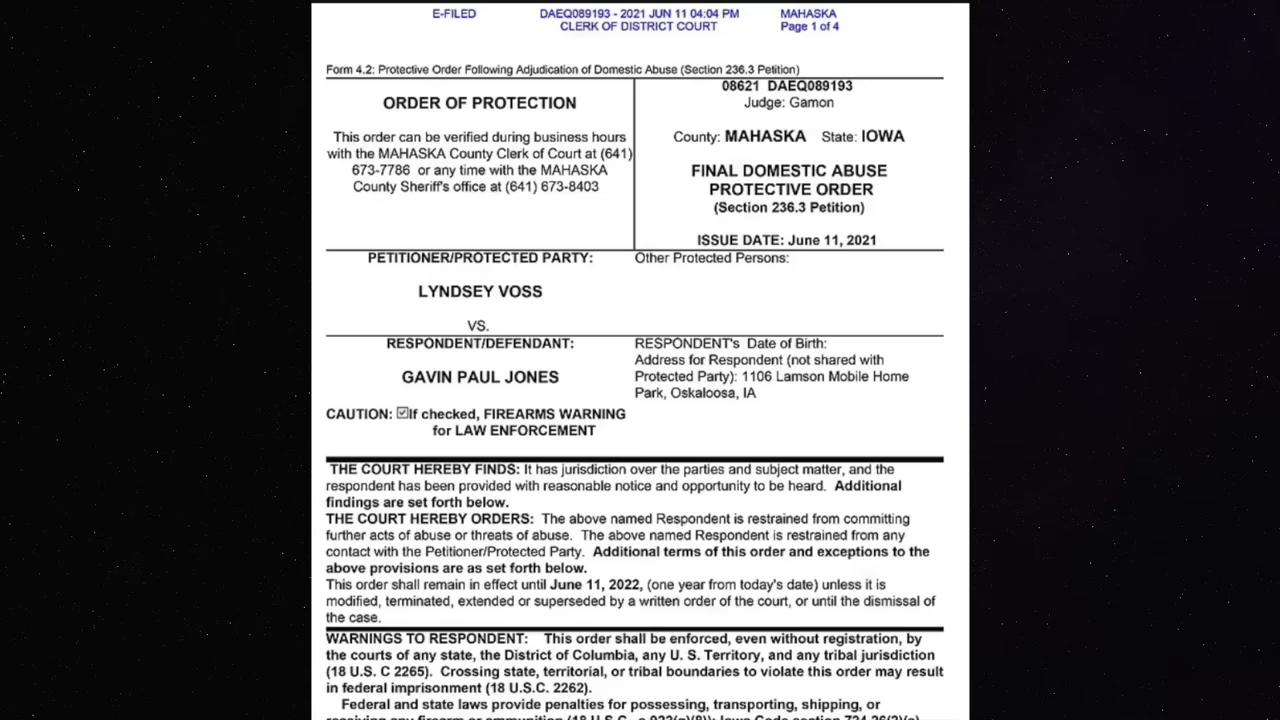 E-FILED DAEQ089193 - 2021 JUN 11 04:04 PM MAHASKA
CLERK OF DISTRICT COURT Page 1 of 4
Form 4.2: Protective Order Following Adjudication of Domestic Abuse (Section 236.3 Petition)
ORDER OF PROTECTION
This order can be verified during business hours
with the MAHASKA County Clerk of Court at (641)
673-7786 or any time with the MAHASKA
County Sheriff's office at (641) 673-8403
08621 DAEQ089193
Judge: Gamon
County: MAHASKA State: IOWA
FINAL DOMESTIC ABUSE
PROTECTIVE ORDER
(Section 236.3 Petition)
ISSUE DATE: June 11, 2021
PETITIONER/PROTECTED PARTY:
LYNDSEY VOSS
VS.
Other Protected Persons:
RESPONDENT/DEFENDANT:
GAVIN PAUL JONES
RESPONDENT's Date of Birth:
Address for Respondent (not shared with
Protected Party): 1106 Lamson Mobile Home
Park, Oskaloosa, IA
CAUTION: ☑If checked, FIREARMS WARNING
for LAW ENFORCEMENT
THE COURT HEREBY FINDS: It has jurisdiction over the parties and subject matter, and the
respondent has been provided with reasonable notice and opportunity to be heard. Additional
findings are set forth below.
THE COURT HEREBY ORDERS: The above named Respondent is restrained from committing
further acts of abuse or threats of abuse. The above named Respondent is restrained from any
contact with the Petitioner/Protected Party. Additional terms of this order and exceptions to the
above provisions are as set forth below.
This order shall remain in effect until June 11, 2022, (one year from today's date) unless it is
modified, terminated, extended or superseded by a written order of the court, or until the dismissal of
the case.
WARNINGS TO RESPONDENT: This order shall be enforced, even without registration, by
the courts of any state, the District of Columbia, any U. S. Territory, and any tribal jurisdiction
(18 U.S. C 2265). Crossing state, territorial, or tribal boundaries to violate this order may result
in federal imprisonment (18 U.S.C. 2262).
Federal and state laws provide penalties for possessing, transporting, shipping, or
receiving any firearm or ammunition (18 U.S.C.